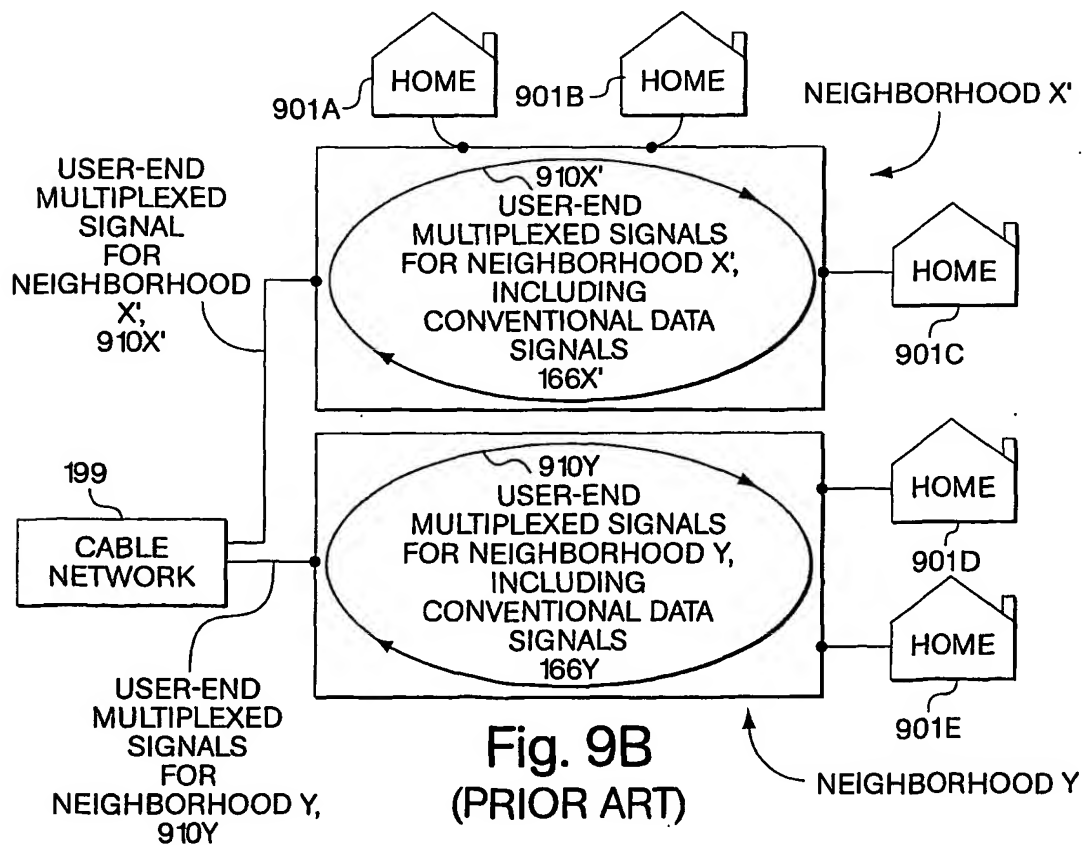 HOME
HOME
901A
901B
NEIGHBORHOOD X'
USER-END
MULTIPLEXED
SIGNAL
FOR
NEIGHBORHOOD
X',
910X'
910X'
USER-END
MULTIPLEXED SIGNALS
FOR NEIGHBORHOOD X',
INCLUDING
CONVENTIONAL DATA
SIGNALS
166X'
HOME
901C
199
CABLE
NETWORK
910Y
USER-END
MULTIPLEXED SIGNALS
FOR NEIGHBORHOOD Y,
INCLUDING
CONVENTIONAL DATA
SIGNALS
166Y
HOME
901D
HOME
901E
USER-END
MULTIPLEXED
SIGNALS
FOR
NEIGHBORHOOD Y,
910Y
Fig. 9B
(PRIOR ART)
NEIGHBORHOOD Y